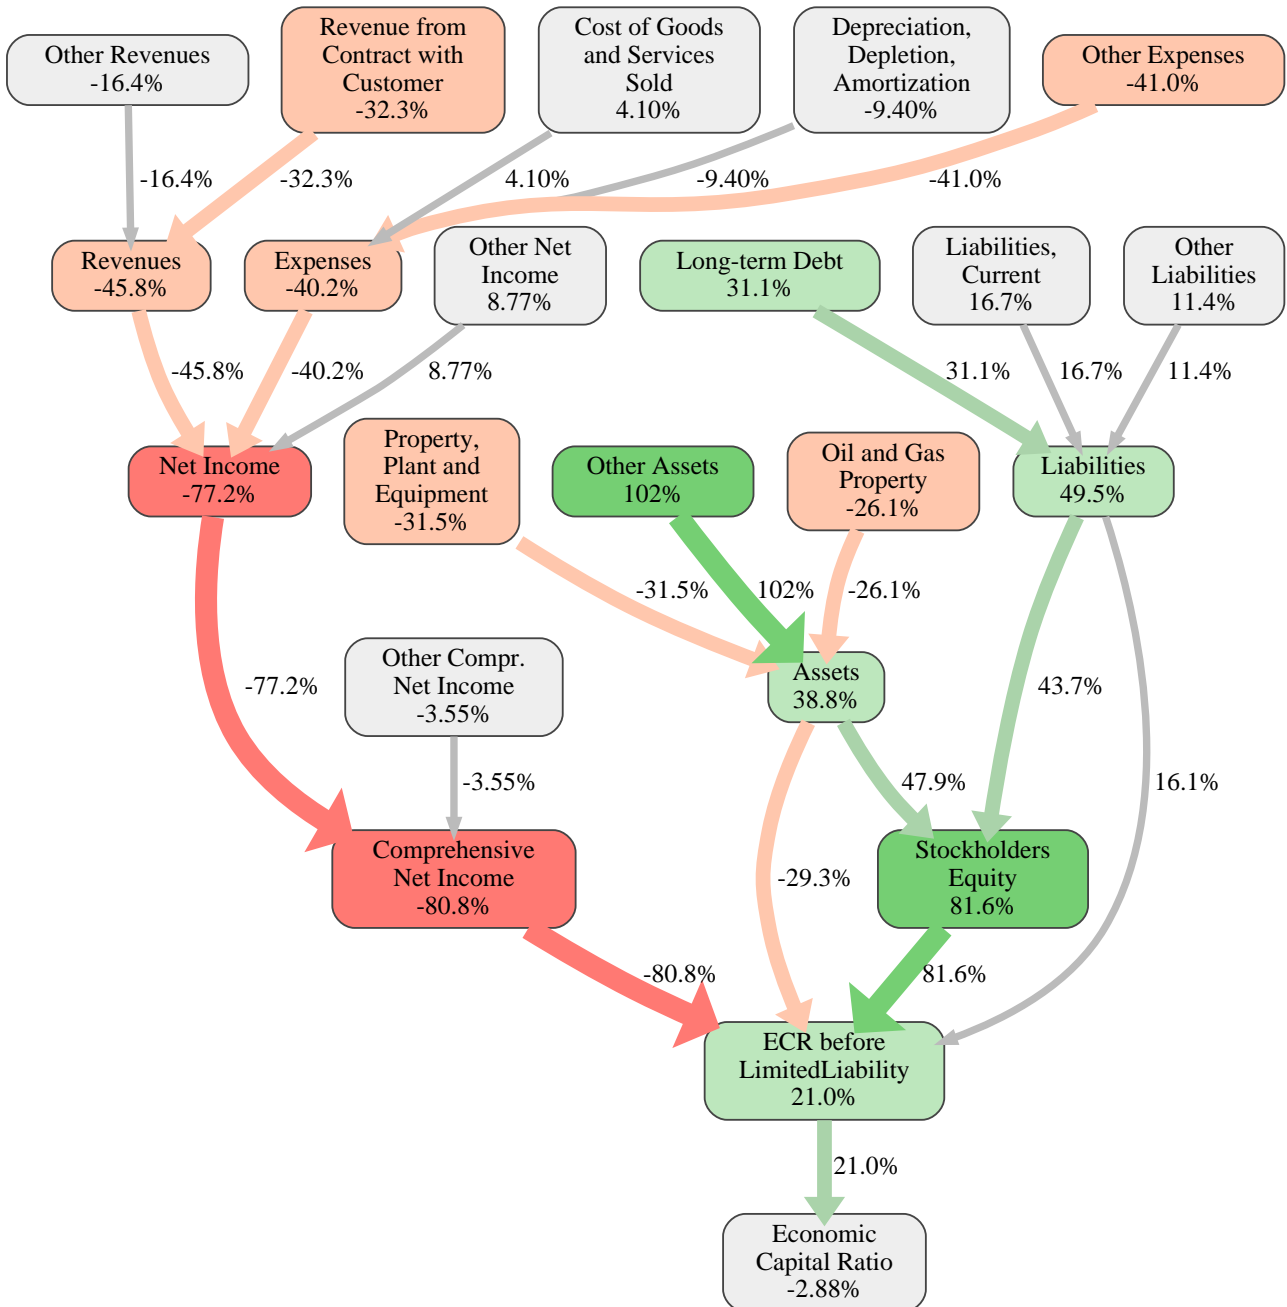 Other Revenues
-16.4%
Revenue from
Contract with
Customer
-32.3%
Cost of Goods
and Services
Sold
4.10%
Depreciation,
Depletion,
Amortization
-9.40%
Other Expenses
-41.0%
-16.4%
-32.3%
4.10%
-9.40%
-41.0%
Revenues
-45.8%
Expenses
-40.2%
Other Net
Income
8.77%
Long-term Debt
31.1%
Liabilities,
Current
16.7%
Other
Liabilities
11.4%
-45.8%
-40.2%
8.77%
31.1%
16.7%
11.4%
Net Income
-77.2%
Property,
Plant and
Equipment
-31.5%
Other Assets
102%
Oil and Gas
Property
-26.1%
Liabilities
49.5%
-31.5%
102%
-26.1%
-77.2%
Other Compr.
Net Income
-3.55%
Assets
38.8%
43.7%
-3.55%
47.9%
16.1%
Comprehensive
Net Income
-80.8%
-29.3%
Stockholders
Equity
81.6%
-80.8%
81.6%
ECR before
LimitedLiability
21.0%
21.0%
Economic
Capital Ratio
-2.88%